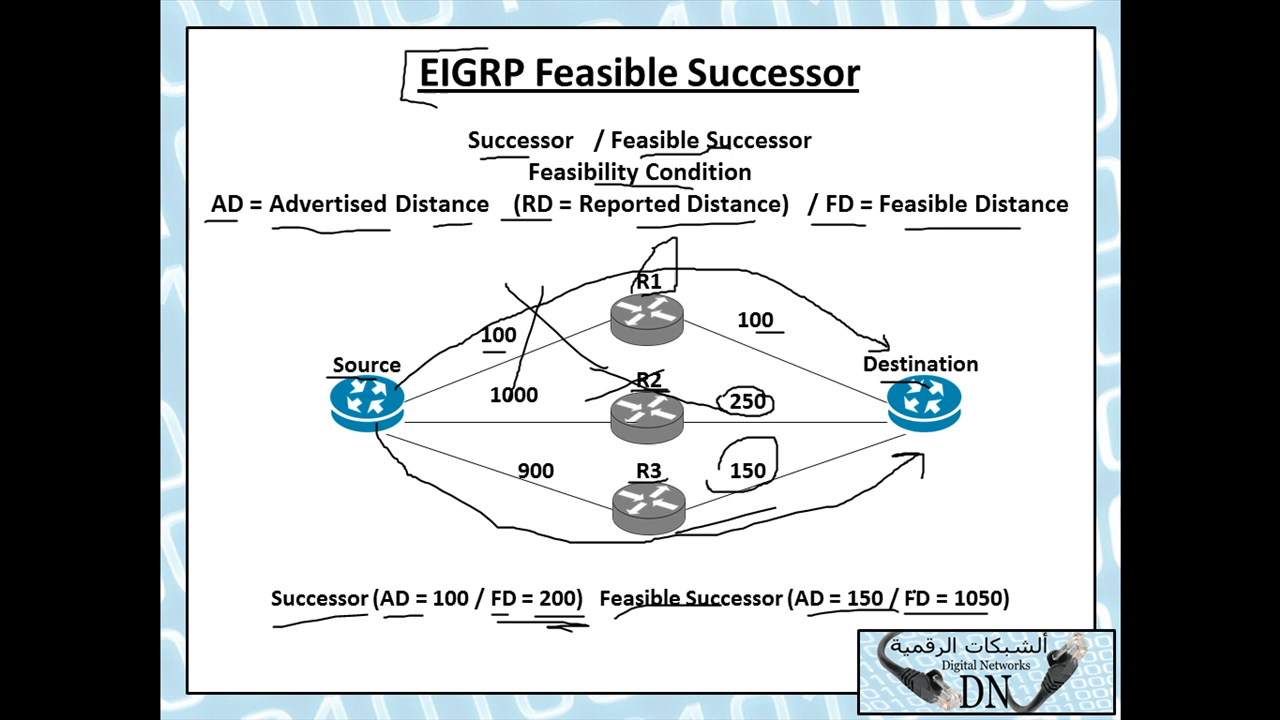 EIGRP Feasible Successor
Successor / Feasible Successor
Feasibility Condition
AD = Advertised Distance (RD = Reported Distance) / FD = Feasible Distance
R1
100 100
Source Destination
R2
1000 250
900 R3 150
Successor (AD = 100 / FD = 200) Feasible Successor (AD = 150 / FD = 1050)
ألشبكات الرقمية
Digital Networks
DN